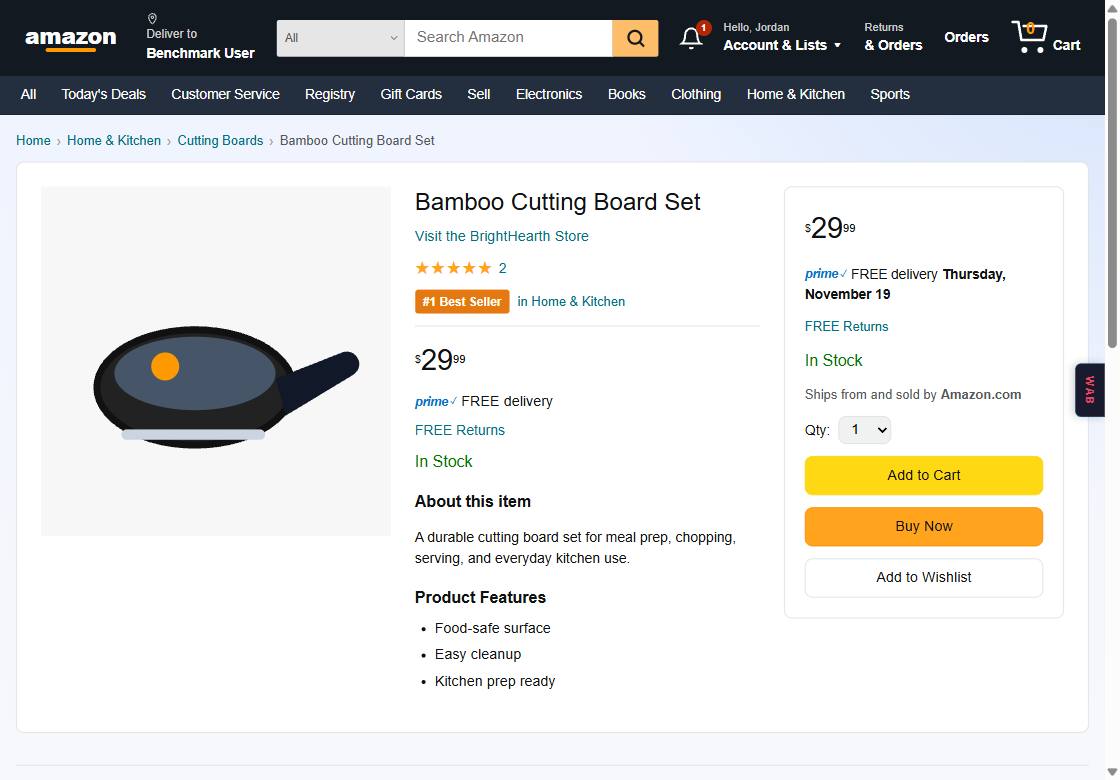 amazon
Deliver to
Benchmark User
All
Search Amazon
1
Hello, Jordan
Account & Lists
Returns
& Orders
Orders
0
Cart
All
Today's Deals
Customer Service
Registry
Gift Cards
Sell
Electronics
Books
Clothing
Home & Kitchen
Sports
Home › Home & Kitchen › Cutting Boards › Bamboo Cutting Board Set
Bamboo Cutting Board Set
Visit the BrightHearth Store
★★★★★ 2
#1 Best Seller in Home & Kitchen
$2999
prime✓ FREE delivery
FREE Returns
In Stock
About this item
A durable cutting board set for meal prep, chopping,
serving, and everyday kitchen use.
Product Features
• Food-safe surface
• Easy cleanup
• Kitchen prep ready
$2999
prime✓ FREE delivery Thursday,
November 19
FREE Returns
In Stock
Ships from and sold by Amazon.com
Qty: 1
Add to Cart
Buy Now
Add to Wishlist
WAB